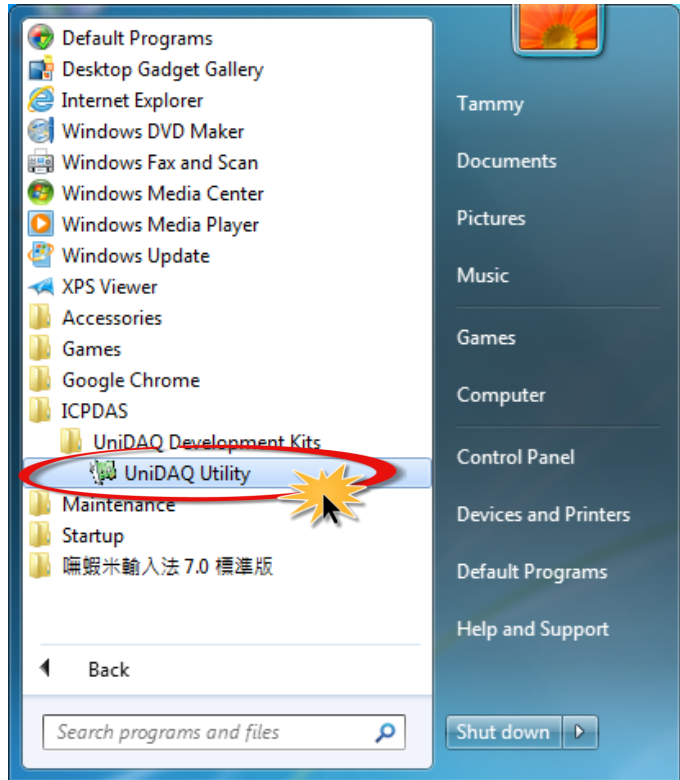 Default Programs
Desktop Gadget Gallery
Internet Explorer
Windows DVD Maker
Windows Fax and Scan
Windows Media Center
Windows Media Player
Windows Update
XPS Viewer
Accessories
Games
Google Chrome
ICPDAS
UniDAQ Development Kits
UniDAQ Utility
Maintenance
Startup
嘸蝦米輸入法 7.0 標準版
Back
Search programs and files
Tammy
Documents
Pictures
Music
Games
Computer
Control Panel
Devices and Printers
Default Programs
Help and Support
Shut down